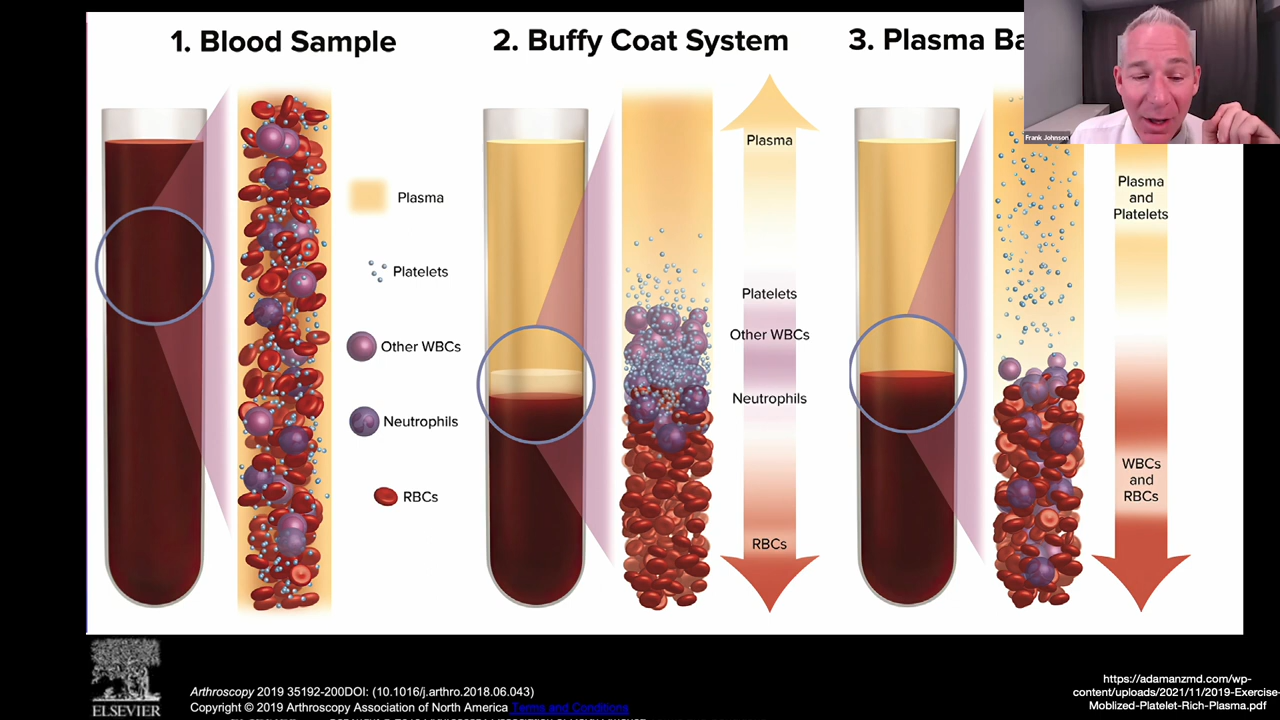 1. Blood Sample
2. Buffy Coat System
3. Plasma Ba
Frank Johnson
Plasma
Platelets
Other WBCs
Neutrophils
RBCs
Plasma
Platelets
Other WBCs
Neutrophils
RBCs
Plasma
and
Platelets
WBCs
and
RBCs
ELSEVIER
Arthroscopy 2019 35192-200DOI: (10.1016/j.arthro.2018.06.043)
Copyright © 2019 Arthroscopy Association of North America Terms and Conditions
https://adamanzmd.com/wp-
content/uploads/2021/11/2019-Exercise-
Moblized-Platelet-Rich-Plasma.pdf